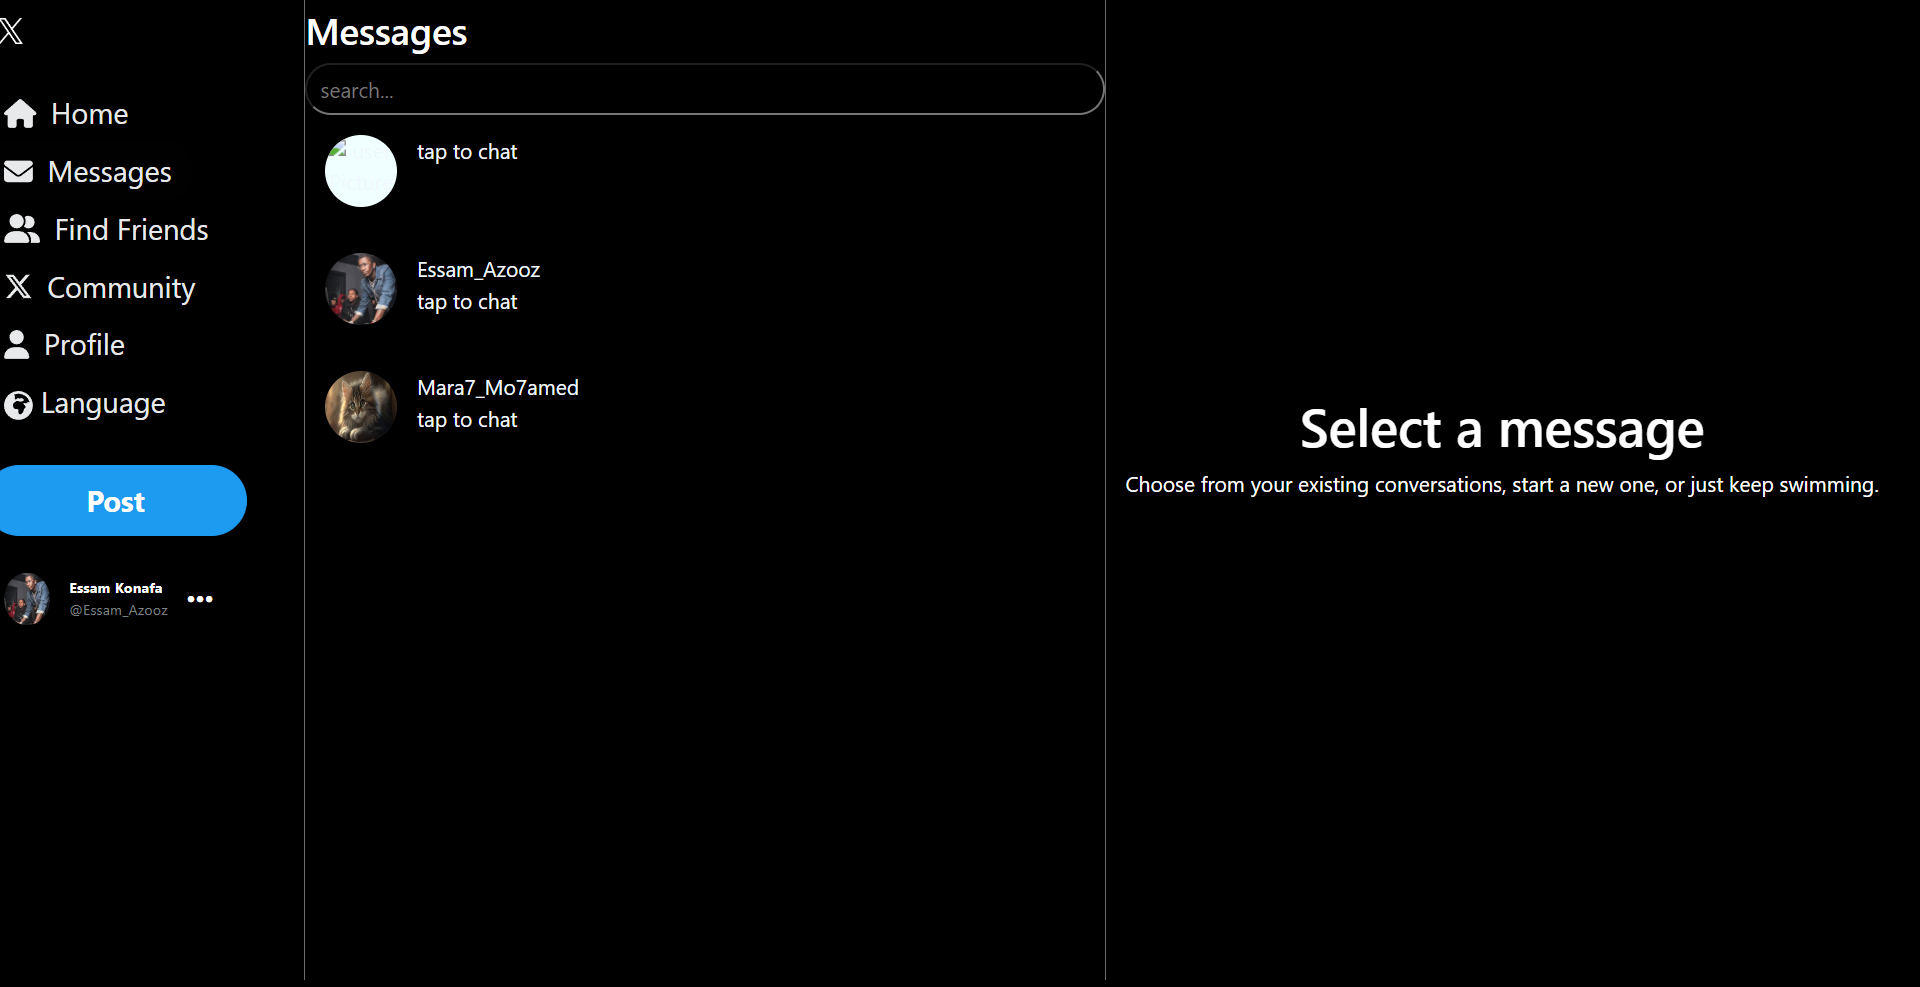 Home
Messages
Find Friends
Community
Profile
Language
Post
Essam Konafa
@Essam_Azooz
Messages
search...
tap to chat
Essam_Azooz
tap to chat
Mara7_Mo7amed
tap to chat
Select a message
Choose from your existing conversations, start a new one, or just keep swimming.